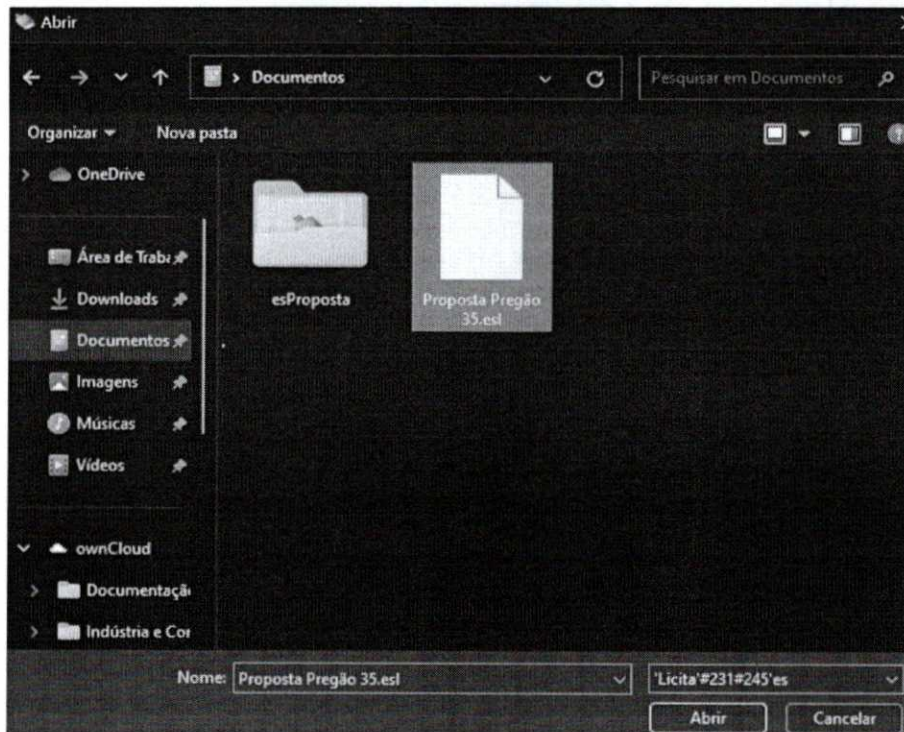 Abrir
Documentos
Pesquisar em Documentos
Organizar
Nova pasta
OneDrive
Área de Traba
Downloads
Documentos
Imagens
Músicas
Vídeos
ownCloud
Documentaçã
Indústria e Cor
esProposta
Proposta Pregão
35.esl
Nome:
Proposta Pregão 35.esl
'Licita'#231#245'es
Abrir
Cancelar